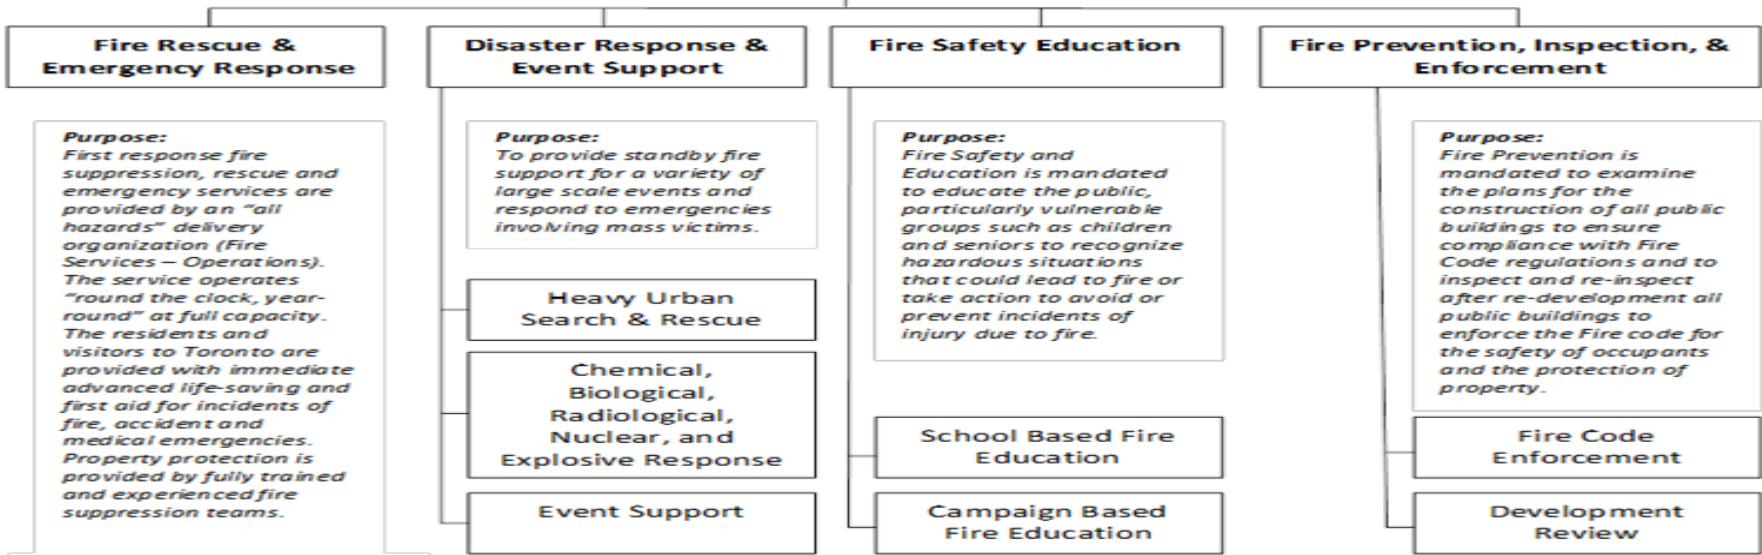 Fire Rescue &
Emergency Response
Purpose:
First response fire
suppression, rescue and
emergency services are
provided by an "all
hazards" delivery
organization (Fire
Services – Operations).
The service operates
"round the clock, year-
round" at full capacity.
The residents and
visitors to Toronto are
provided with immediate
advanced life-saving and
first aid for incidents of
fire, accident and
medical emergencies.
Property protection is
provided by fully trained
and experienced fire
suppression teams.
Disaster Response &
Event Support
Purpose:
To provide standby fire
support for a variety of
large scale events and
respond to emergencies
involving mass victims.
Heavy Urban
Search & Rescue
Chemical,
Biological,
Radiological,
Nuclear, and
Explosive Response
Event Support
Fire Safety Education
Purpose:
Fire Safety and
Education is mandated
to educate the public,
particularly vulnerable
groups such as children
and seniors to recognize
hazardous situations
that could lead to fire or
take action to avoid or
prevent incidents of
injury due to fire.
School Based Fire
Education
Campaign Based
Fire Education
Fire Prevention, Inspection, &
Enforcement
Purpose:
Fire Prevention is
mandated to examine
the plans for the
construction of all public
buildings to ensure
compliance with Fire
Code regulations and to
inspect and re-inspect
after re-development all
public buildings to
enforce the Fire code for
the safety of occupants
and the protection of
property.
Fire Code
Enforcement
Development
Review